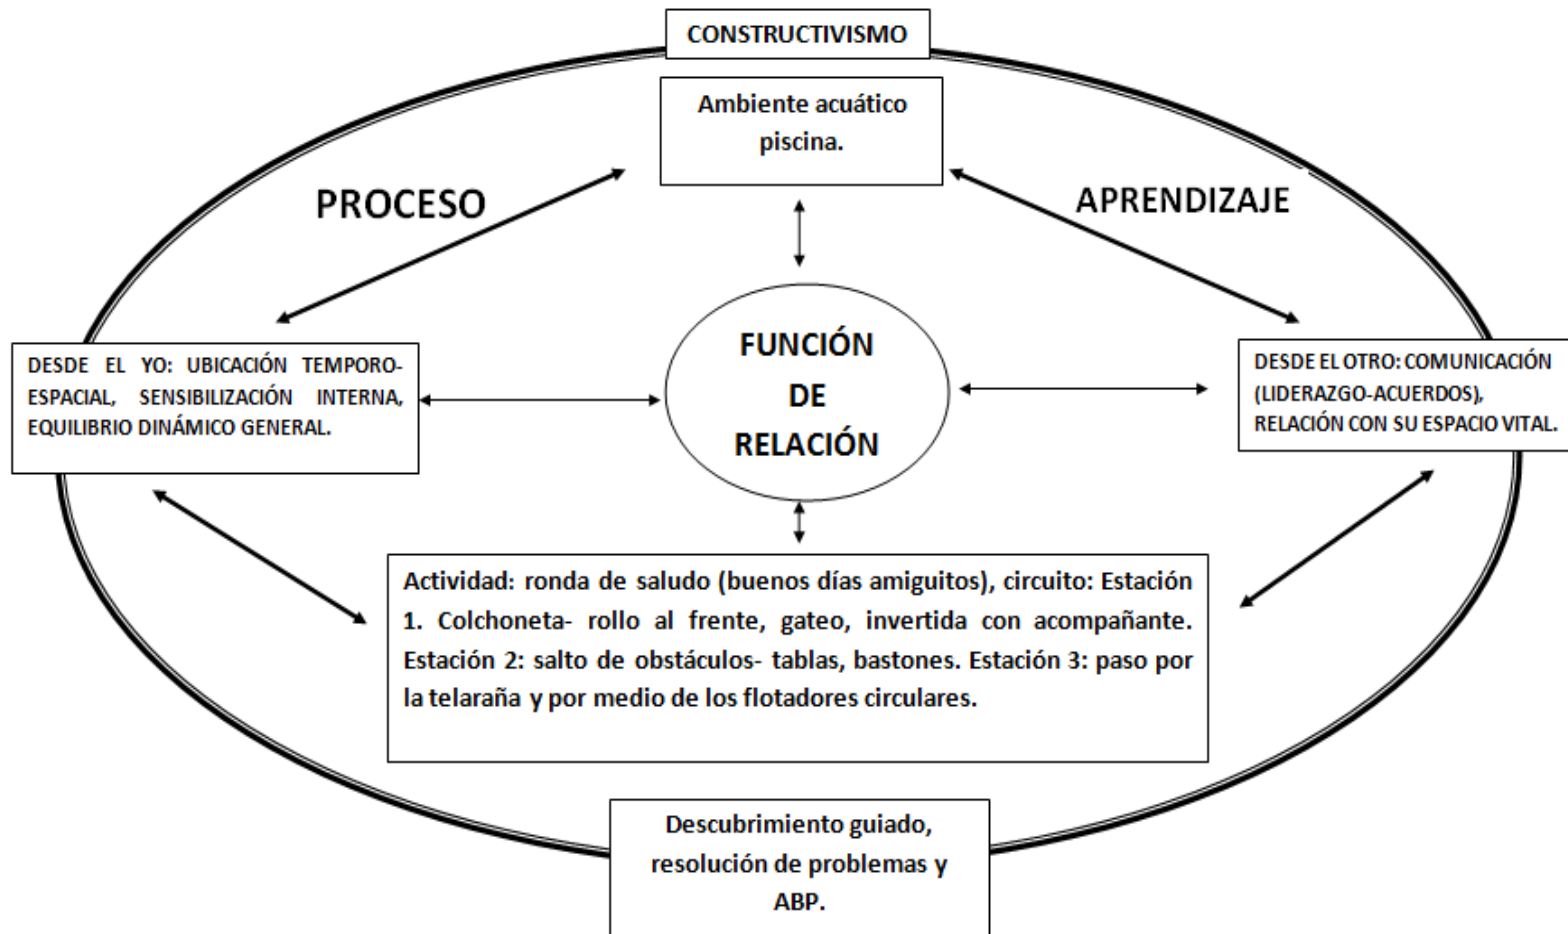 CONSTRUCTIVISMO
Ambiente acuático
piscina.
PROCESO
APRENDIZAJE
DESDE EL YO: UBICACIÓN TEMPORO-
ESPACIAL, SENSIBILIZACIÓN INTERNA,
EQUILIBRIO DINÁMICO GENERAL.
FUNCIÓN
DE
RELACIÓN
DESDE EL OTRO: COMUNICACIÓN
(LIDERAZGO-ACUERDOS),
RELACIÓN CON SU ESPACIO VITAL.
Actividad: ronda de saludo (buenos días amiguitos), circuito: Estación
1. Colchoneta- rollo al frente, gateo, invertida con acompañante.
Estación 2: salto de obstáculos- tablas, bastones. Estación 3: paso por
la telaraña y por medio de los flotadores circulares.
Descubrimiento guiado,
resolución de problemas y
ABP.